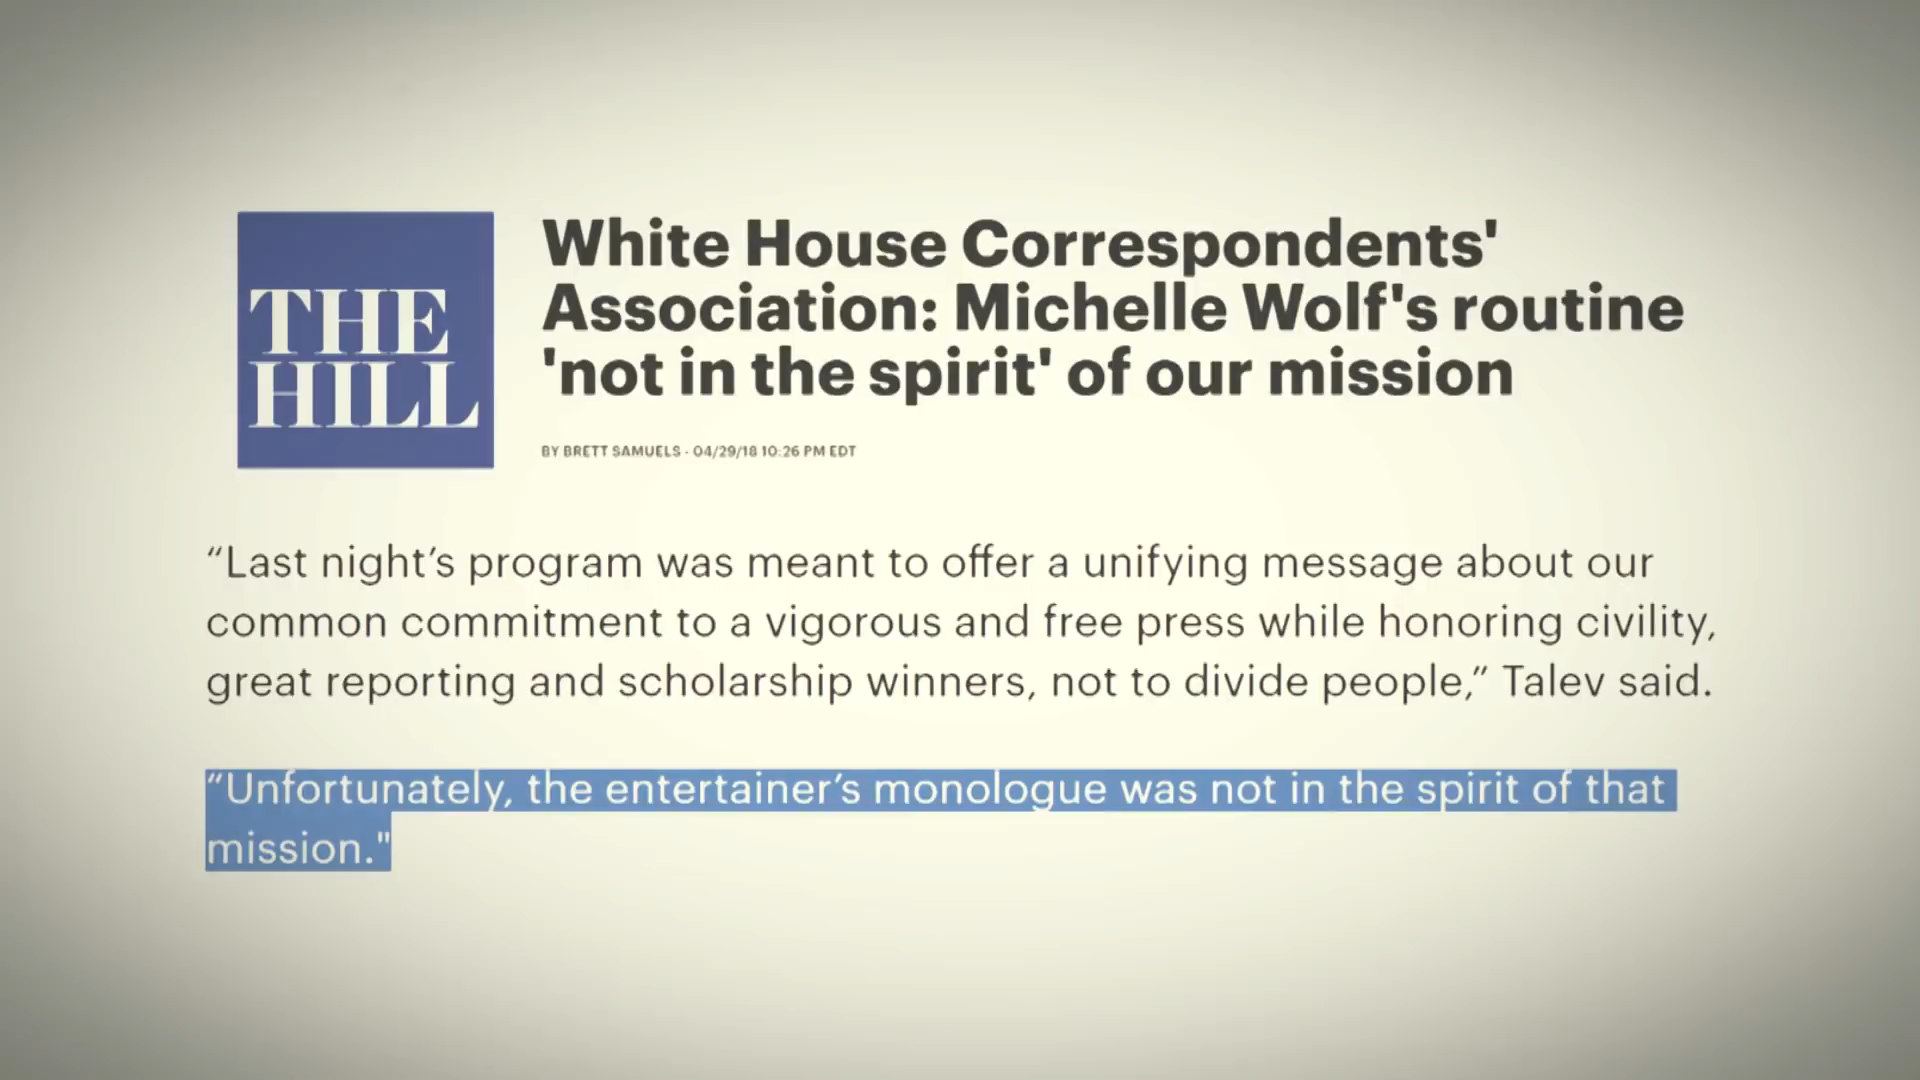 THE
HILL
White House Correspondents'
Association: Michelle Wolf's routine
'not in the spirit' of our mission
BY BRETT SAMUELS - 04/29/18 10:26 PM EDT
“Last night’s program was meant to offer a unifying message about our
common commitment to a vigorous and free press while honoring civility,
great reporting and scholarship winners, not to divide people,” Talev said.
“Unfortunately, the entertainer’s monologue was not in the spirit of that
mission."